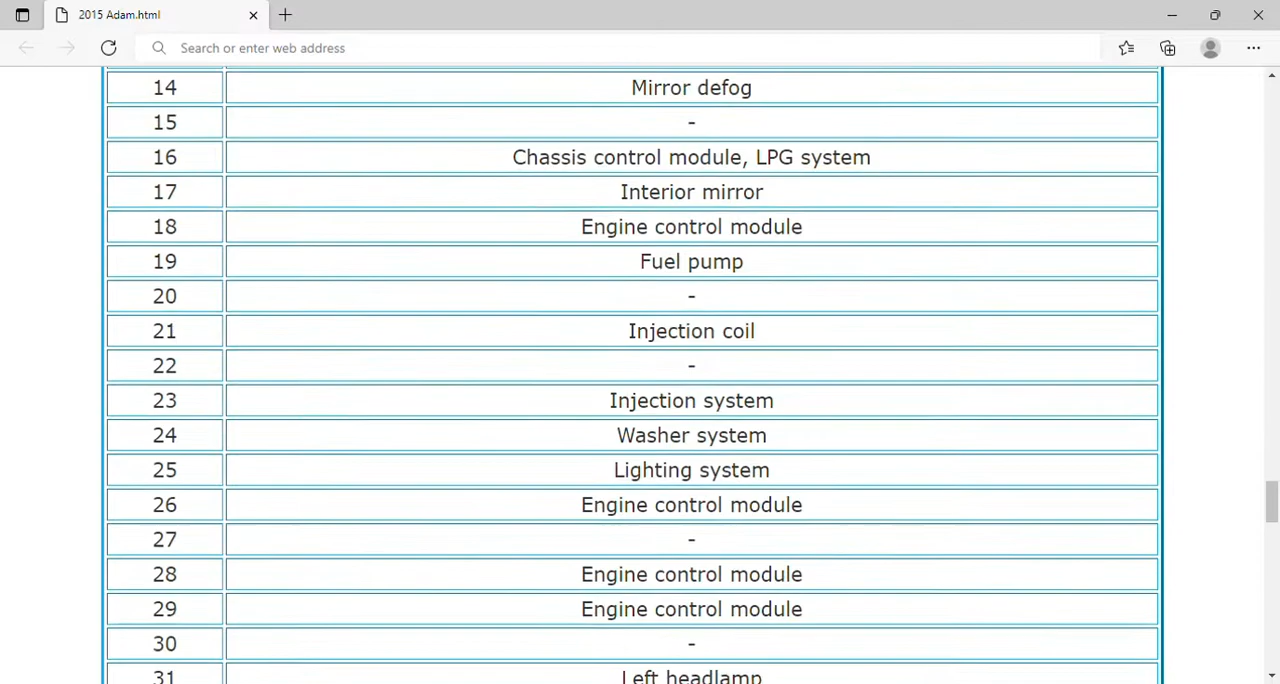 2015 Adam.html
Search or enter web address
14 Mirror defog
15 -
16 Chassis control module, LPG system
17 Interior mirror
18 Engine control module
19 Fuel pump
20 -
21 Injection coil
22 -
23 Injection system
24 Washer system
25 Lighting system
26 Engine control module
27 -
28 Engine control module
29 Engine control module
30 -
31 Left headlamp